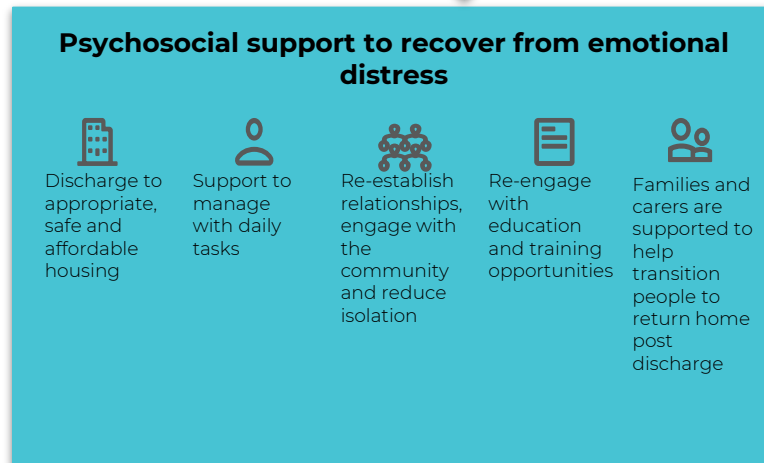 Psychosocial support to recover from emotional
distress
Discharge to
appropriate,
safe and
affordable
housing
Support to
manage
with daily
tasks
Re-establish
relationships,
engage with
the
community
and reduce
isolation
Re-engage
with
education
and training
opportunities
Families and
carers are
supported to
help
transition
people to
return home
post
discharge